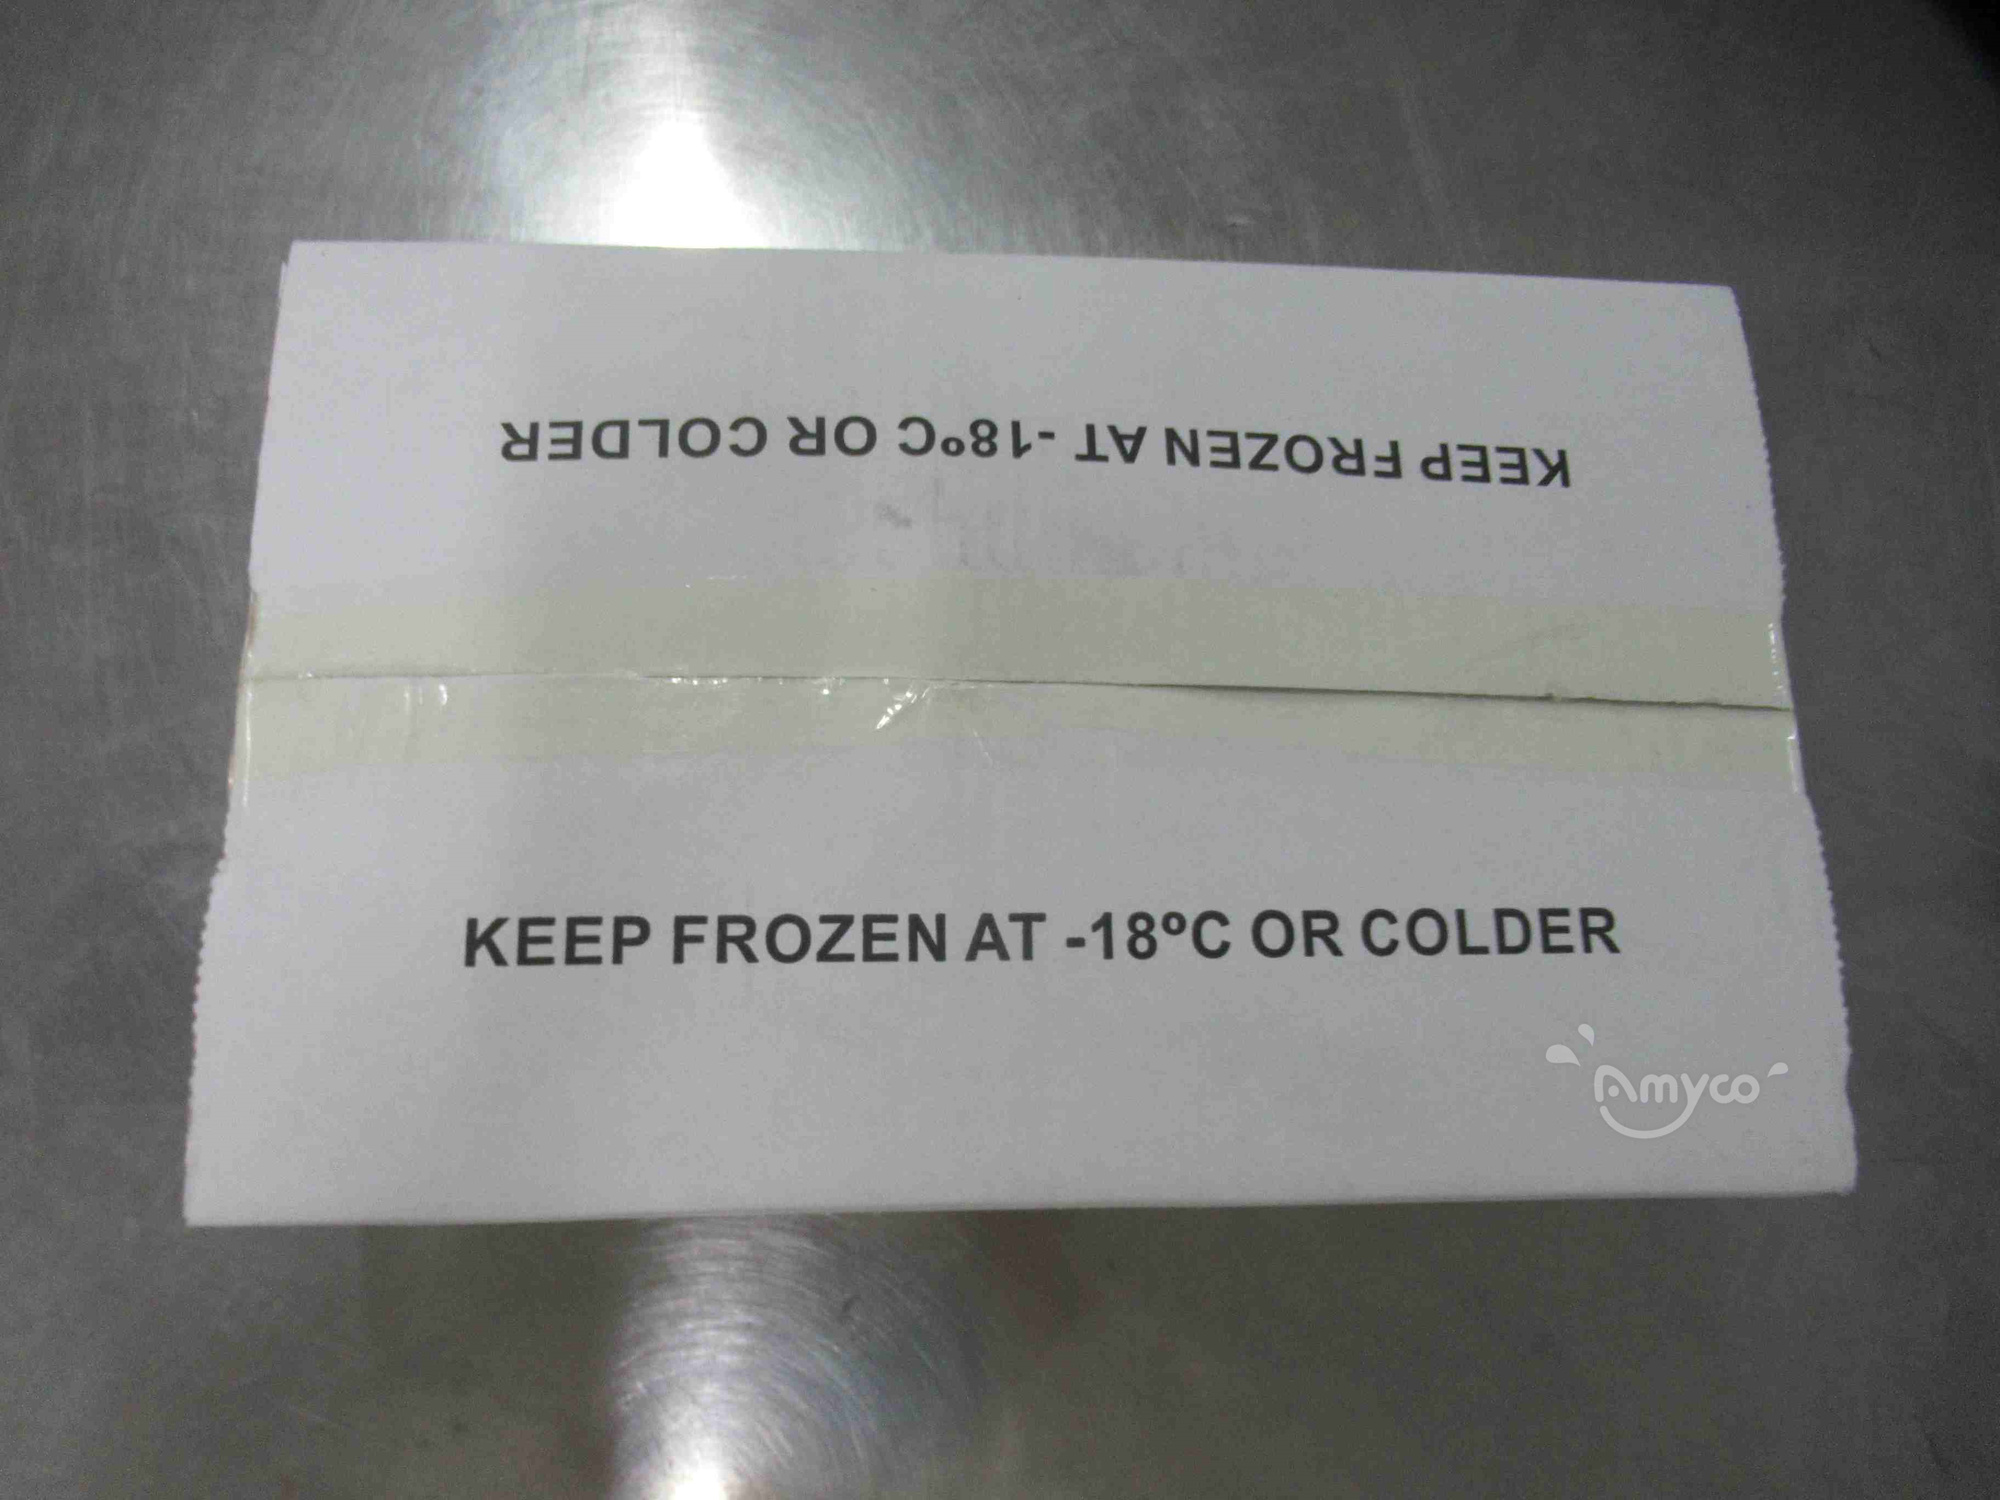 KEEP FROZEN AT -18ºC OR COLDER
KEEP FROZEN AT -18ºC OR COLDER
Amyco